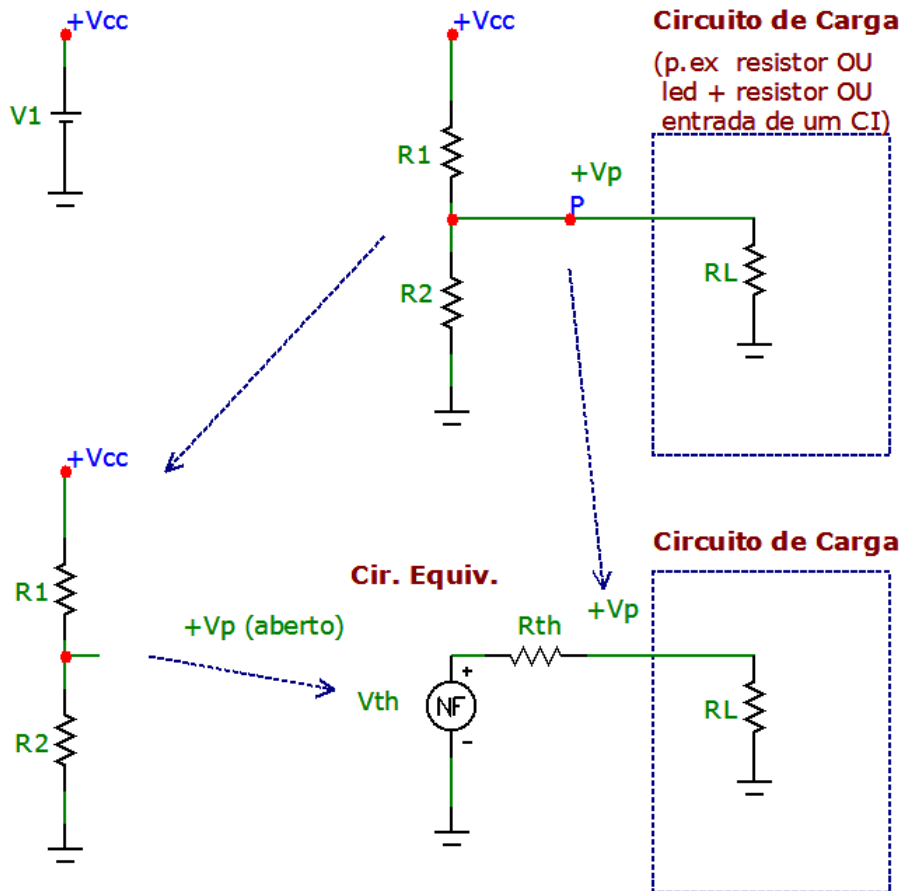 +Vcc
V1
+Vcc
R1
+Vp
P
R2
Circuito de Carga
(p.ex resistor OU
led + resistor OU
entrada de um CI)
RL
+Vcc
R1
+Vp (aberto)
R2
Cir. Equiv.
Vth
+
NF
-
Rth
+Vp
Circuito de Carga
RL